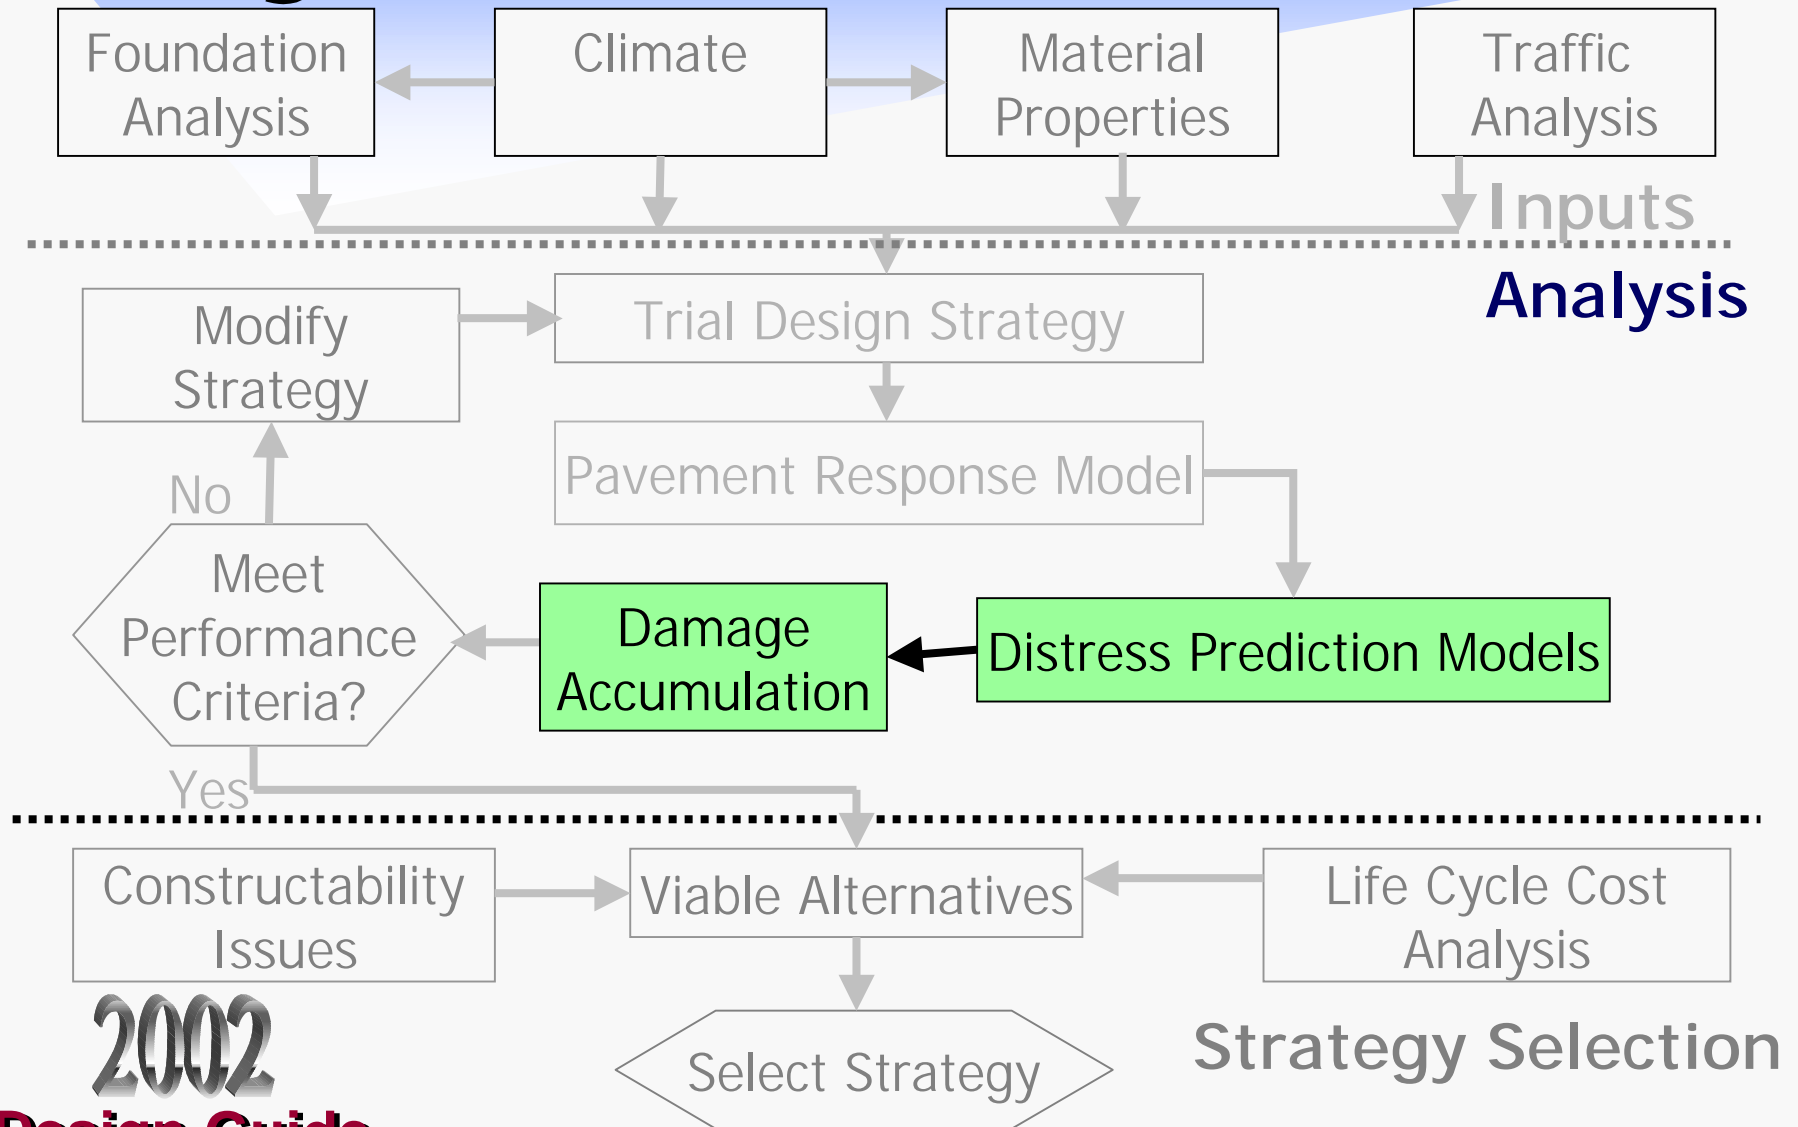 Foundation
Analysis
Climate
Material
Properties
Traffic
Analysis
Inputs
Analysis
Modify
Strategy
Trial Design Strategy
Pavement Response Model
No
Meet
Performance
Criteria?
Damage
Accumulation
Distress Prediction Models
Yes
Constructability
Issues
Viable Alternatives
Life Cycle Cost
Analysis
2002
Design Guide
Select Strategy
Strategy Selection